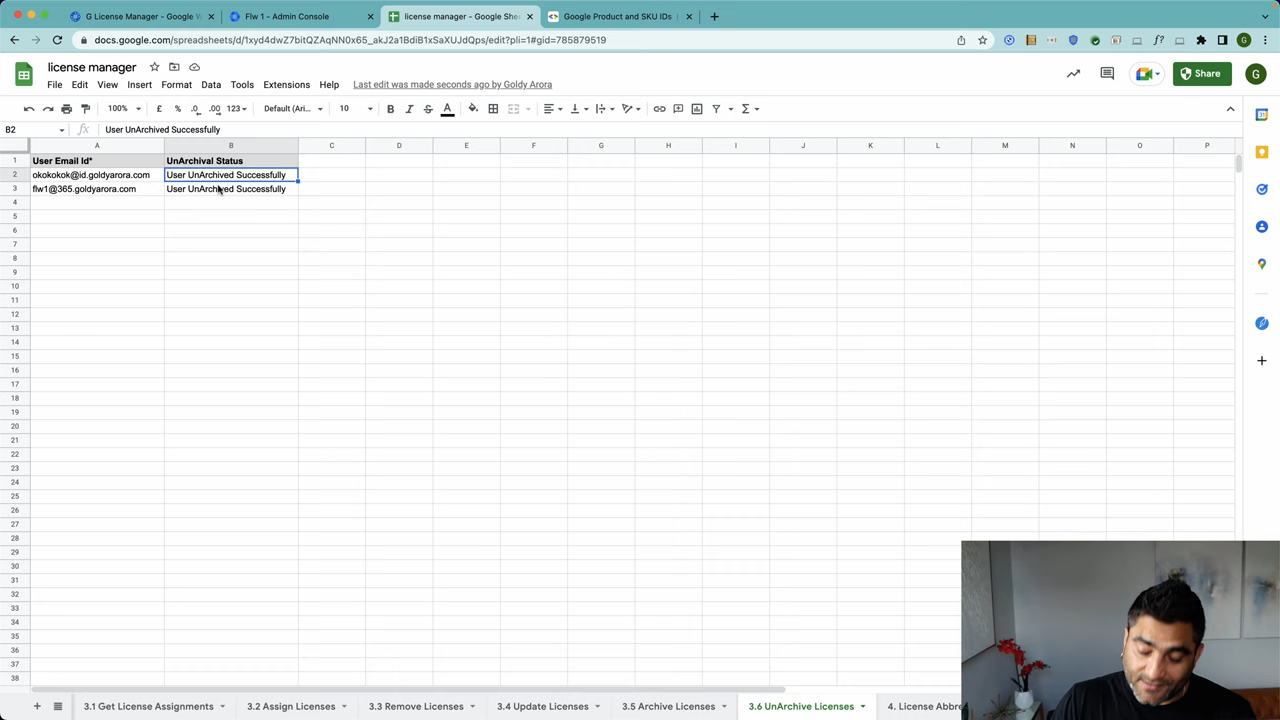 G License Manager - Google W
Flw 1 - Admin Console
license manager - Google She
Google Product and SKU IDs
docs.google.com/spreadsheets/d/1xyd4dwZ7bitQZAqNN0x65_akJ2a1BdiB1xSaXUJdQps/edit?pli=1#gid=785879519
license manager
File Edit View Insert Format Data Tools Extensions Help Last edit was made seconds ago by Goldy Arora
Share
G
100% £ % .0 .00 123 Default (Ari... 10 B I S A
B2 fx User UnArchived Successfully
A B C D E F G H I J K L M N O P
1 User Email Id* UnArchival Status
2 okokokok@id.goldyarora.com User UnArchived Successfully
3 flw1@365.goldyarora.com User UnArchived Successfully
4
5
6
7
8
9
10
11
12
13
14
15
16
17
18
19
20
21
22
23
24
25
26
27
28
29
30
31
32
33
34
35
36
37
38
3.1 Get License Assignments 3.2 Assign Licenses 3.3 Remove Licenses 3.4 Update Licenses 3.5 Archive Licenses 3.6 UnArchive Licenses 4. License Abbre